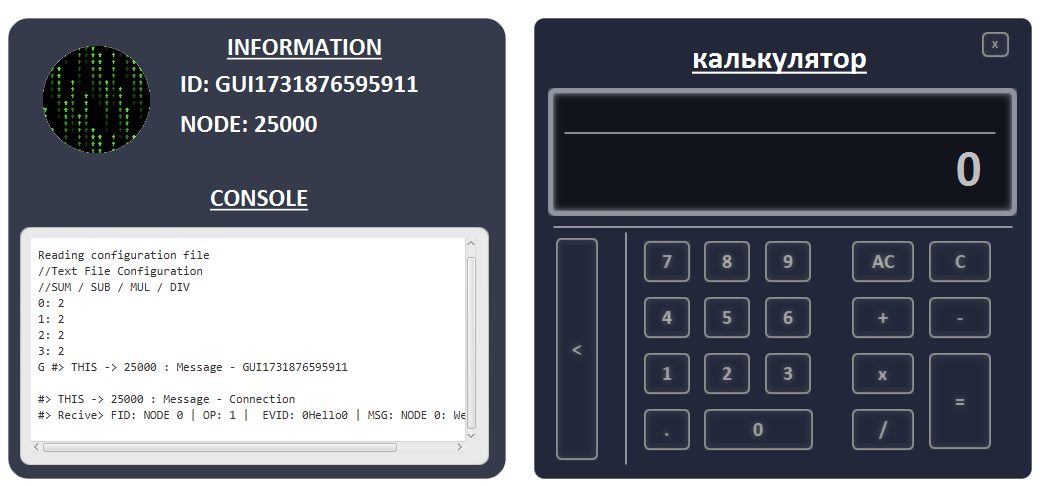 INFORMATION
ID: GUI1731876595911
NODE: 25000
CONSOLE
Reading configuration file
//Text File Configuration
//SUM / SUB / MUL / DIV
0: 2
1: 2
2: 2
3: 2
G #> THIS -> 25000 : Message - GUI1731876595911
#> THIS -> 25000 : Message - Connection
#> Recive> FID: NODE 0 | OP: 1 |  EVID: 0Hello0 | MSG: NODE 0: We
калькулятор
x
0
7 8 9 AC C
4 5 6 + -
<
1 2 3 x
=
. 0 /